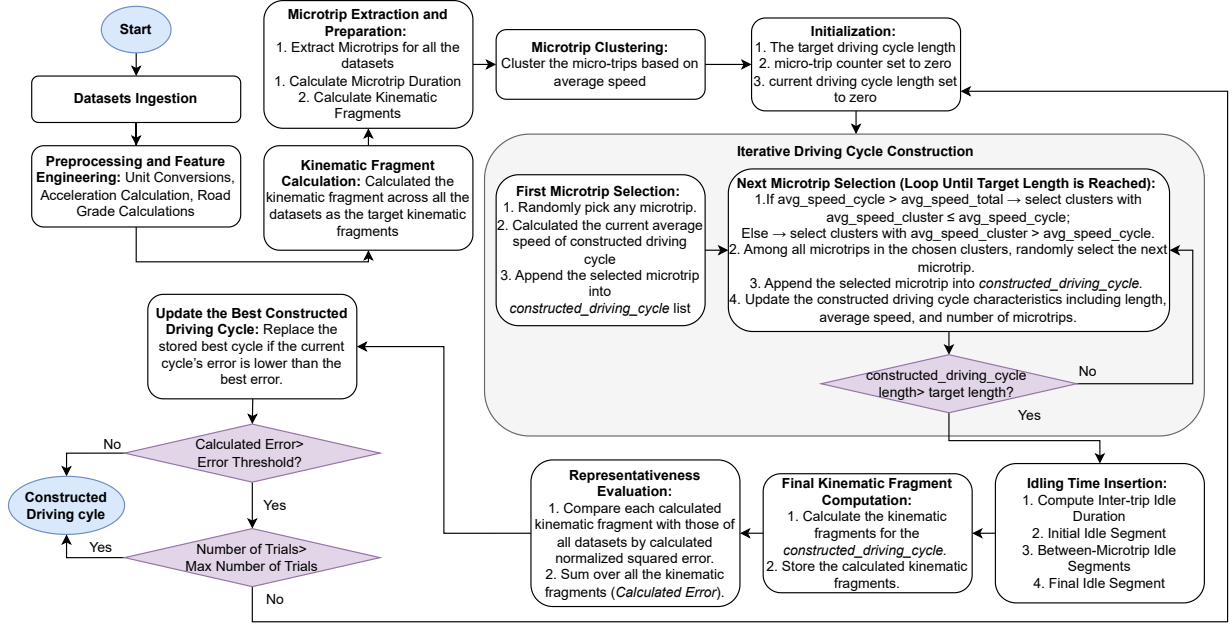 Start
Datasets Ingestion
Preprocessing and Feature
Engineering: Unit Conversions,
Acceleration Calculation, Road
Grade Calculations
Microtrip Extraction and
Preparation:
1. Extract Microtrips for all the
datasets
1. Calculate Microtrip Duration
2. Calculate Kinematic
Fragments
Kinematic Fragment
Calculation: Calculated the
kinematic fragment across all the
datasets as the target kinematic
fragments
Microtrip Clustering:
Cluster the micro-trips based on
average speed
Initialization:
1. The target driving cycle length
2. micro-trip counter set to zero
3. current driving cycle length set
to zero
Iterative Driving Cycle Construction
First Microtrip Selection:
1. Randomly pick any microtrip.
2. Calculated the current average
speed of constructed driving
cycle
3. Append the selected microtrip
into
constructed_driving_cycle list
Next Microtrip Selection (Loop Until Target Length is Reached):
1.If avg_speed_cycle > avg_speed_total → select clusters with
avg_speed_cluster ≤ avg_speed_cycle;
Else → select clusters with avg_speed_cluster > avg_speed_cycle.
2. Among all microtrips in the chosen clusters, randomly select the next
microtrip.
3. Append the selected microtrip into constructed_driving_cycle.
4. Update the constructed driving cycle characteristics including length,
average speed, and number of microtrips.
constructed_driving_cycle
length> target length?
No
Yes
Idling Time Insertion:
1. Compute Inter-trip Idle
Duration
2. Initial Idle Segment
3. Between-Microtrip Idle
Segments
4. Final Idle Segment
Final Kinematic Fragment
Computation:
1. Calculate the kinematic
fragments for the
constructed_driving_cycle.
2. Store the calculated kinematic
fragments.
Representativeness
Evaluation:
1. Compare each calculated
kinematic fragment with those of
all datasets by calculated
normalized squared error.
2. Sum over all the kinematic
fragments (Calculated Error).
Update the Best Constructed
Driving Cycle: Replace the
stored best cycle if the current
cycle's error is lower than the
best error.
Calculated Error>
Error Threshold?
No
Yes
Constructed
Driving cyle
Number of Trials>
Max Number of Trials
Yes
No